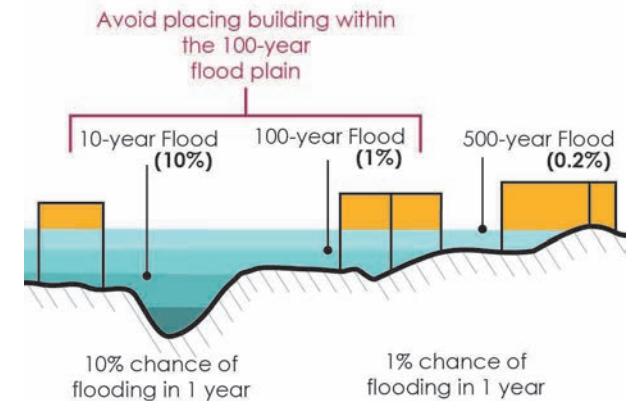 Avoid placing building within
the 100-year
flood plain
10-year Flood
(10%)
100-year Flood
(1%)
500-year Flood
(0.2%)
10% chance of
flooding in 1 year
1% chance of
flooding in 1 year